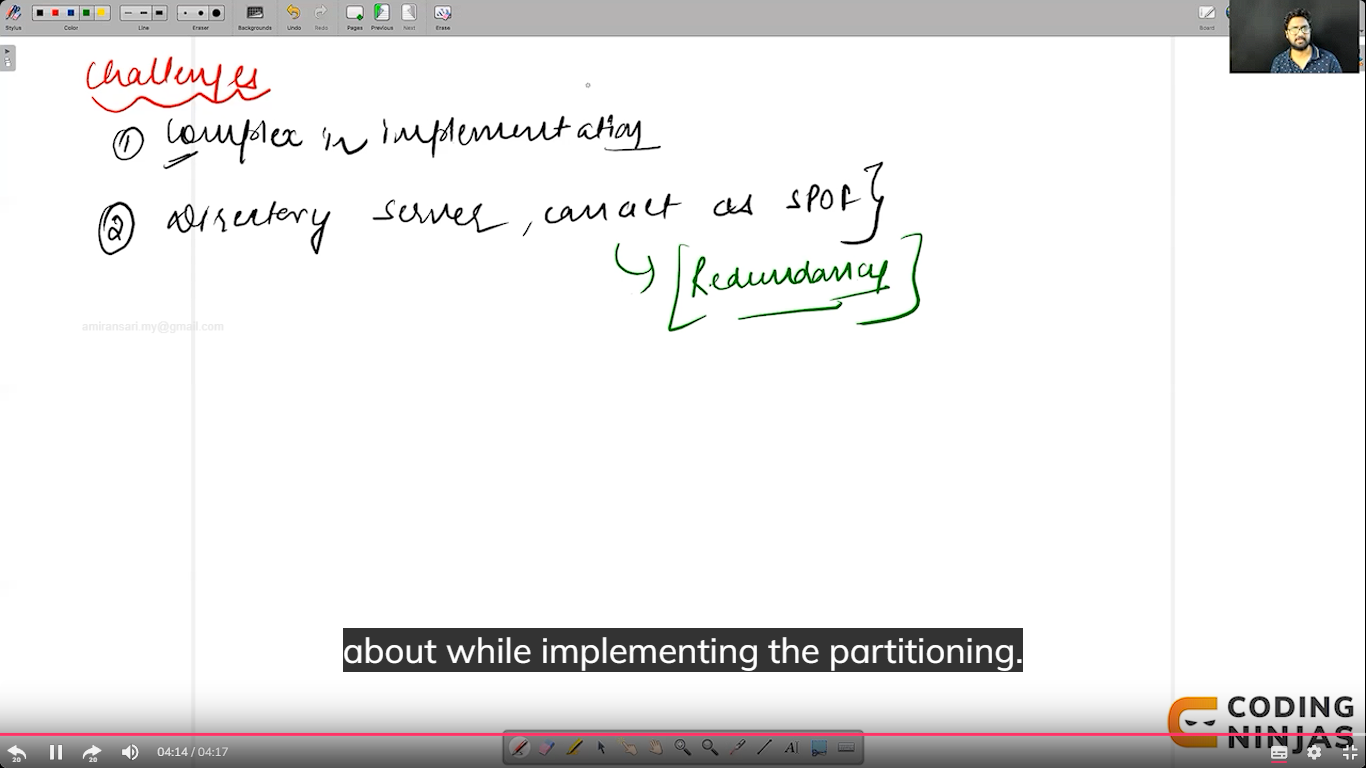 Stylus
Color
Line
Eraser
Backgrounds
Undo
Redo
Pages
Previous
Next
Erase
Board
Challenges
① Complex in implementation
② Directory server, can act as SPOF}
[Redundancy]
amiransari.my@gmail.com
about while implementing the partitioning.
CODING
NINJAS
20
20
04:14 / 04:17